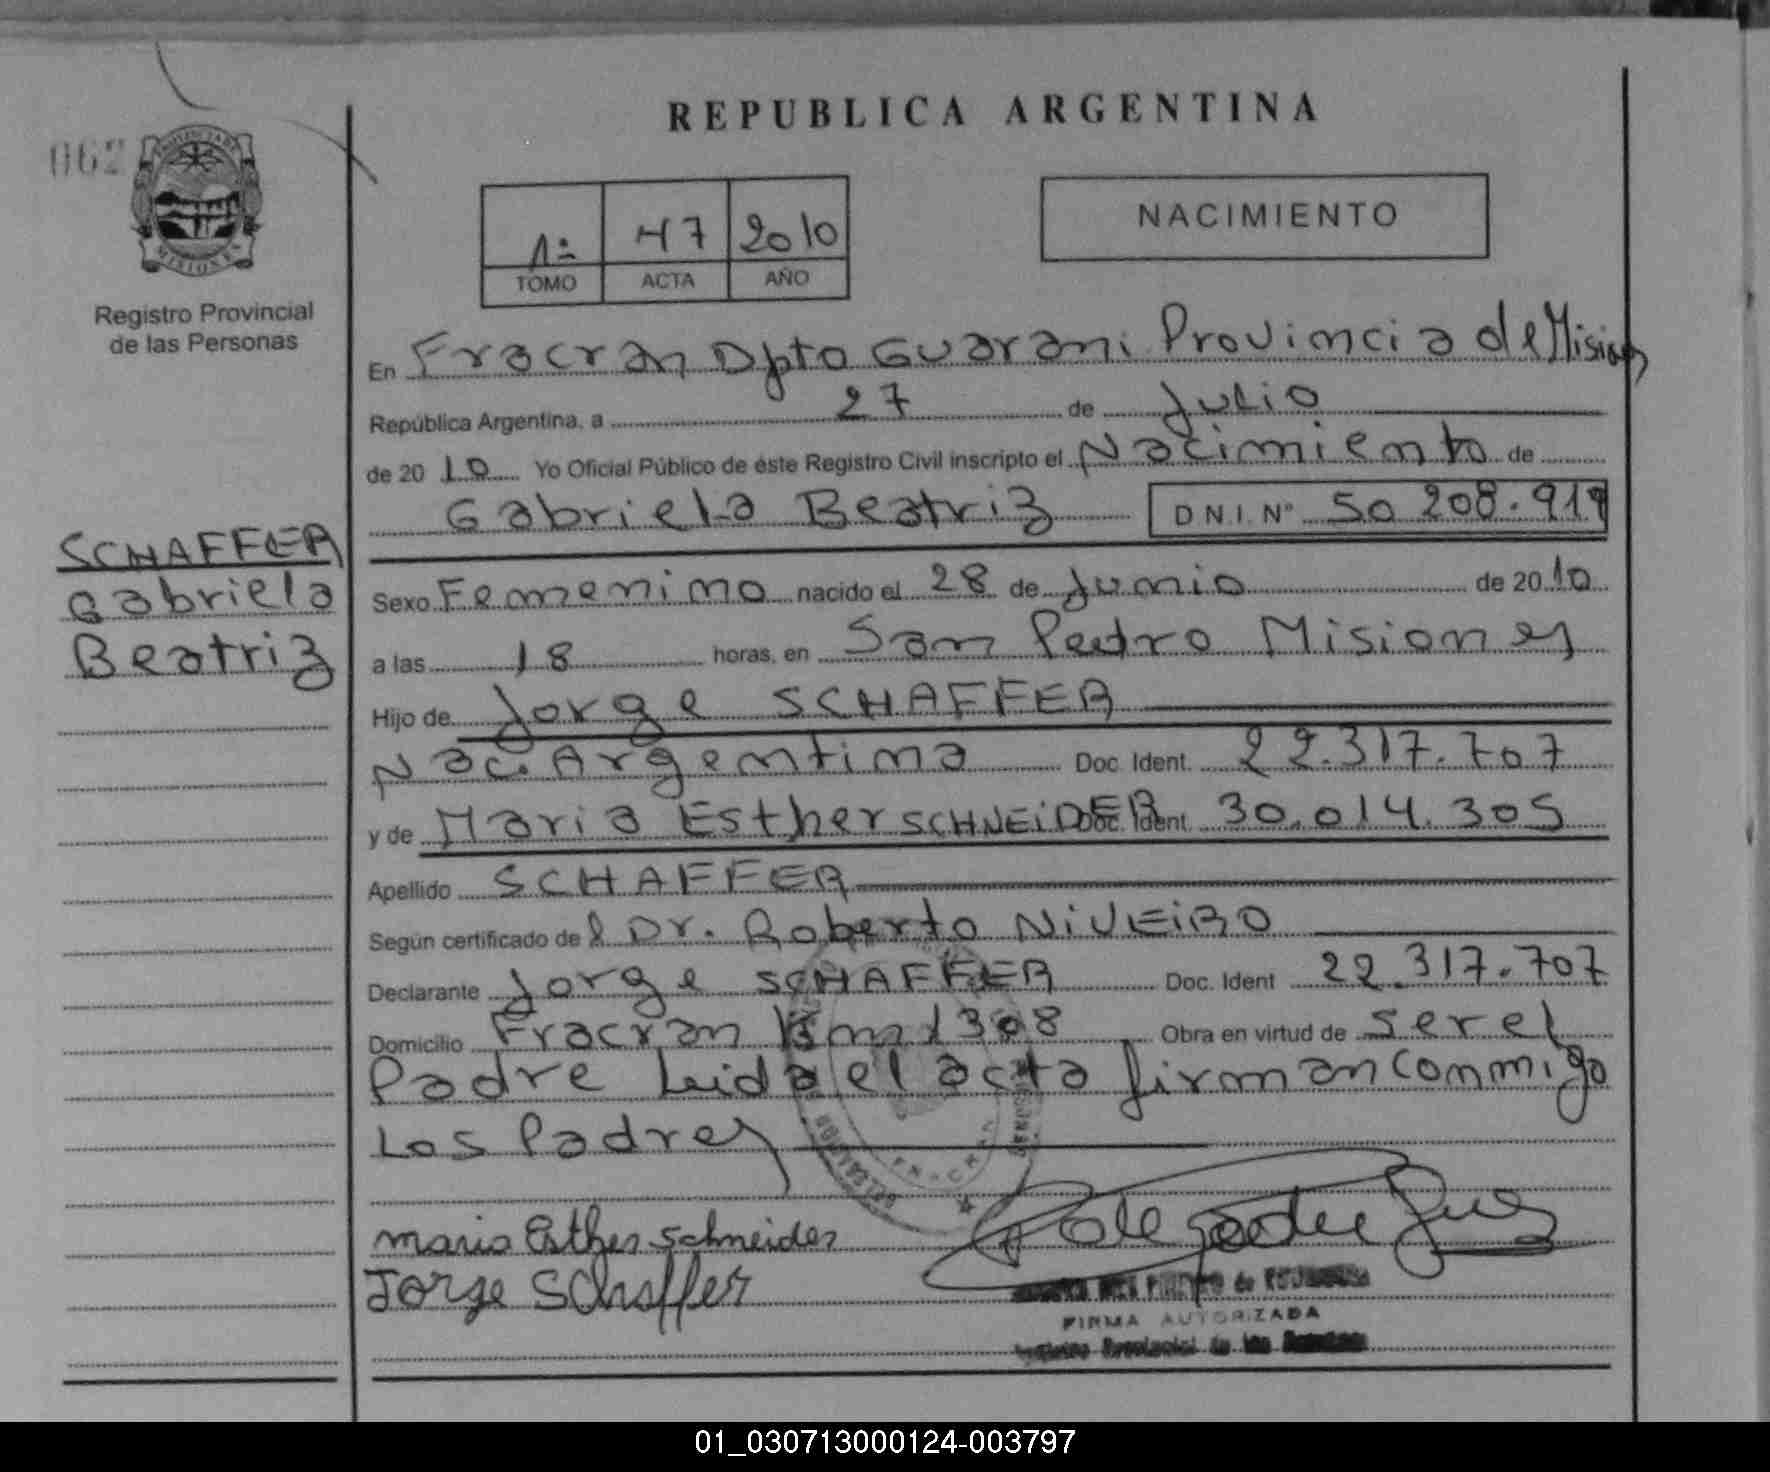 REPUBLICA ARGENTINA
062
PROVINCIA DE
MISIONES
Registro Provincial
de las Personas
1º 47 2010
TOMO ACTA AÑO
NACIMIENTO
En Fracran Dpto Guarani Provincia de Misiones
República Argentina, a 27 de Julio
de 2010 Yo Oficial Público de éste Registro Civil inscripto el Nacimiento de
Gabriela Beatriz D N.I. Nº 50 208.919
SCHAFFER
Gabriela
Beatriz
Sexo Femenino nacido el 28 de Junio de 2010
a las 18 horas, en San Pedro Misiones
Hijo de Jorge SCHAFFER
Nac. Argentina Doc. Ident. 22.317.707
y de Maria Esther SCHNEIDER Doc. Ident. 30.014.305
Apellido SCHAFFER
Según certificado del Dr. Roberto NiVEiRO
Declarante Jorge SCHAFFER Doc. Ident 22.317.707
Domicilio Fracran Km 1308 Obra en virtud de ser el
Padre Leida el acta firman conmigo
Los Padres
FRACRAN
maria Esther Schneider
Jorge Schaffer
FIRMA AUTORIZADA
01_030713000124-003797